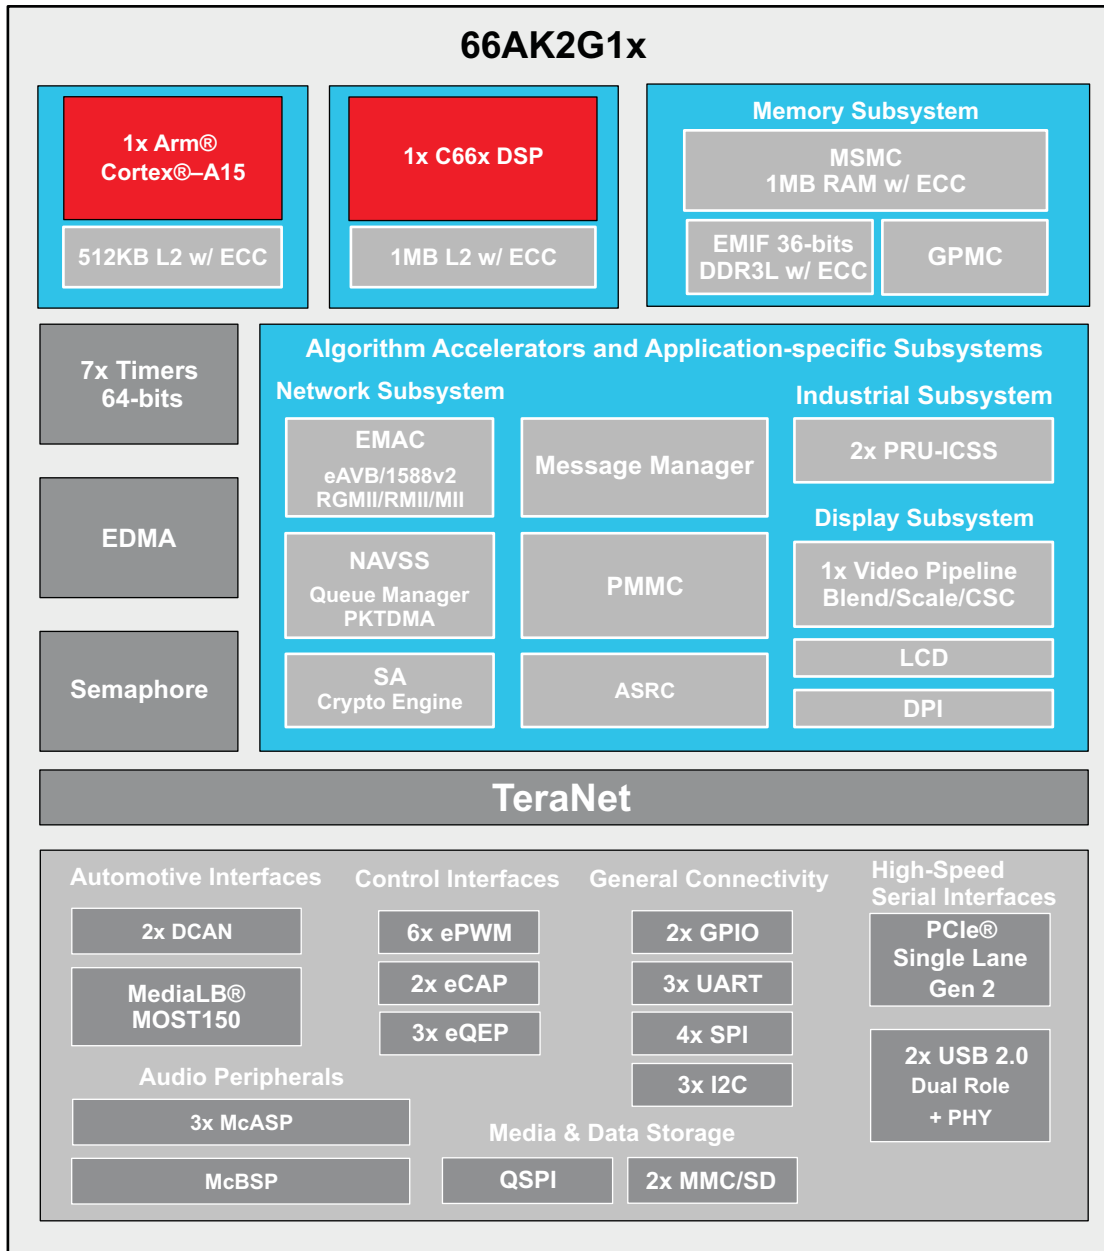 66AK2G1x
1x Arm®
Cortex®–A15
512KB L2 w/ ECC
1x C66x DSP
1MB L2 w/ ECC
Memory Subsystem
MSMC
1MB RAM w/ ECC
EMIF 36-bits
DDR3L w/ ECC
GPMC
7x Timers
64-bits
EDMA
Semaphore
Algorithm Accelerators and Application-specific Subsystems
Network Subsystem
EMAC
eAVB/1588v2
RGMII/RMII/MII
NAVSS
Queue Manager
PKTDMA
SA
Crypto Engine
Message Manager
PMMC
ASRC
Industrial Subsystem
2x PRU-ICSS
Display Subsystem
1x Video Pipeline
Blend/Scale/CSC
LCD
DPI
TeraNet
Automotive Interfaces
2x DCAN
MediaLB®
MOST150
Control Interfaces
6x ePWM
2x eCAP
3x eQEP
General Connectivity
2x GPIO
3x UART
4x SPI
3x I2C
High-Speed
Serial Interfaces
PCIe®
Single Lane
Gen 2
2x USB 2.0
Dual Role
+ PHY
Audio Peripherals
3x McASP
McBSP
Media & Data Storage
QSPI
2x MMC/SD